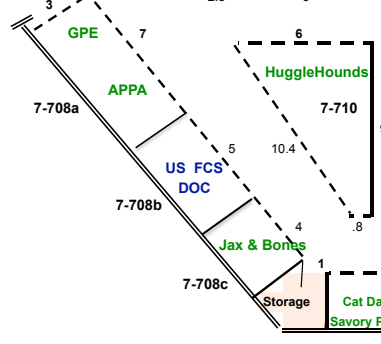 3
GPE
7
6
HuggleHounds
APPA
7-708a
7-710
5
10.4
US FCS
DOC
7-708b
4
.8
Jax & Bones
1
7-708c
Storage
Cat Da
Savory